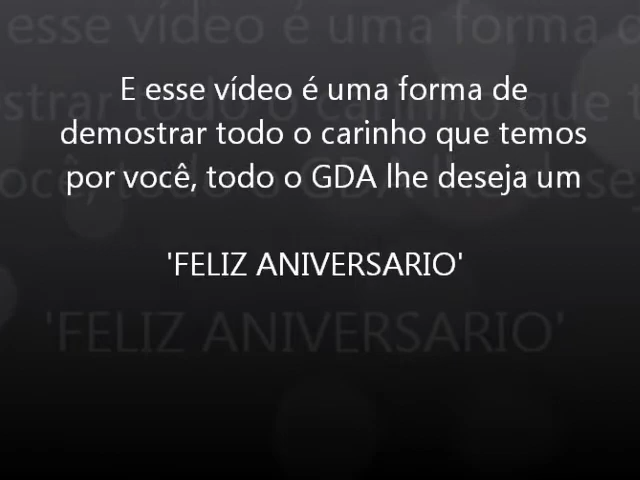 E esse vídeo é uma forma de
demostrar todo o carinho que temos
por você, todo o GDA lhe deseja um
'FELIZ ANIVERSARIO'